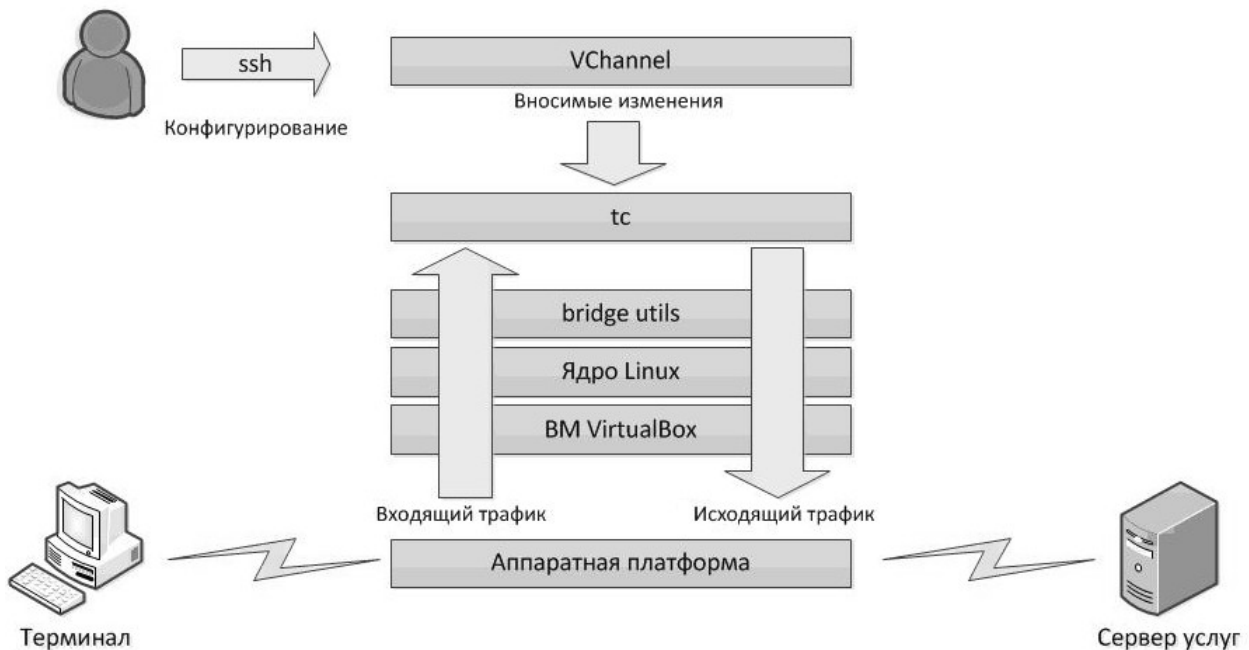 ssh
VChannel
Конфигурирование
Вносимые изменения
tc
bridge utils
Ядро Linux
ВМ VirtualBox
Входящий трафик
Исходящий трафик
Аппаратная платформа
Терминал
Сервер услуг